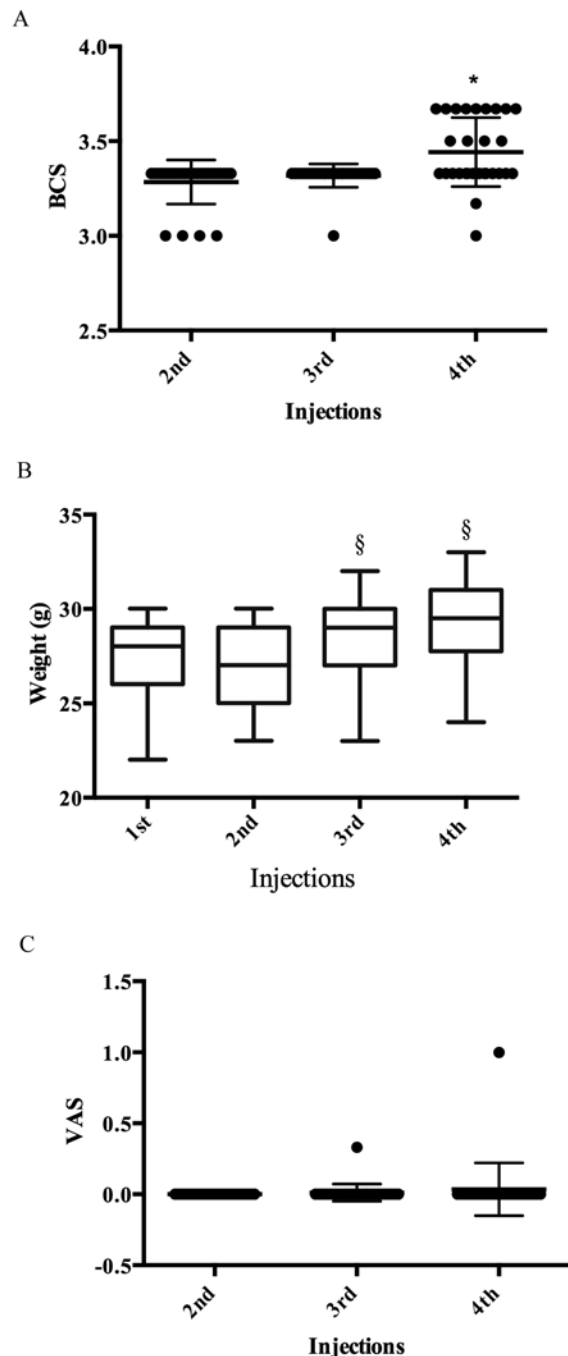 A
4.0
*
3.5
BCS
3.0
2.5
2nd
3rd
4th
Injections
B
35
§
§
30
Weight (g)
25
20
1st
2nd
3rd
4th
Injections
C
1.5
1.0
VAS
0.5
0.0
-0.5
2nd
3rd
4th
Injections